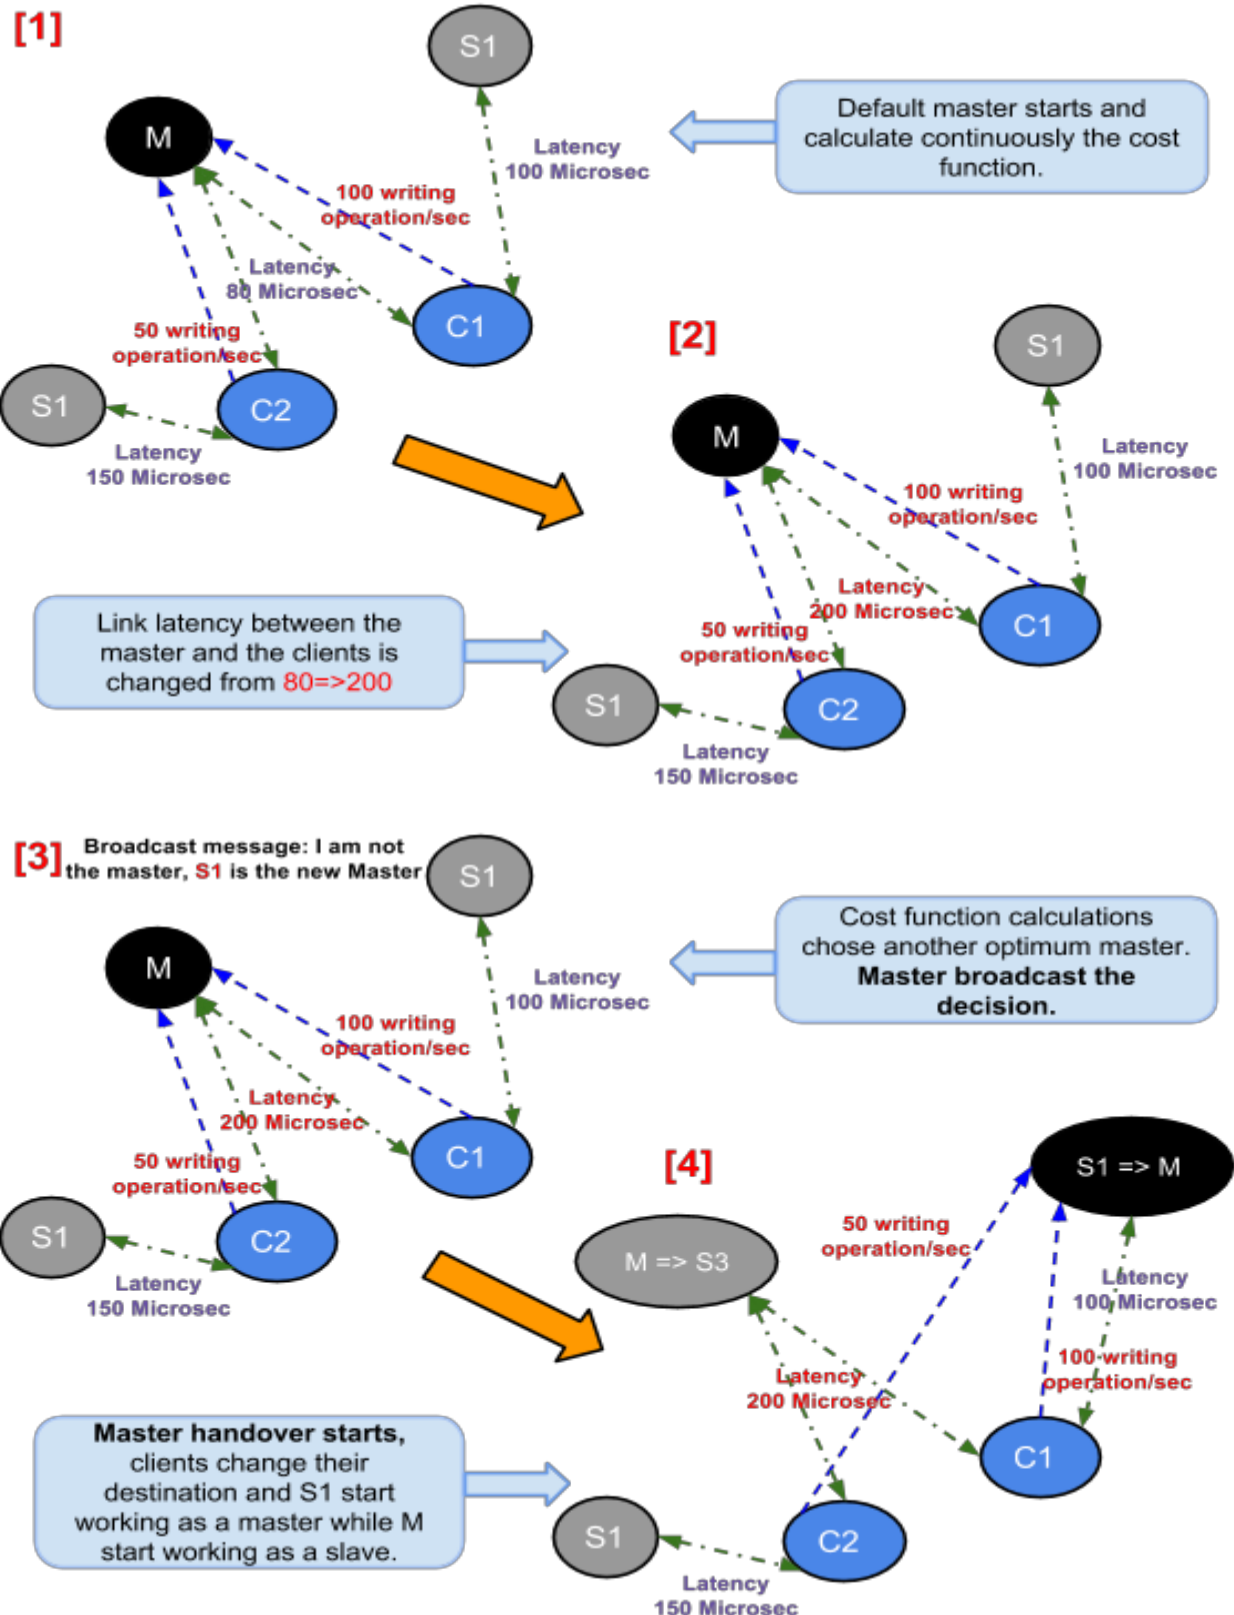 [1]
S1
M
Default master starts and
calculate continuously the cost
function.
Latency
100 Microsec
100 writing
operation/sec
Latency
80 Microsec
C1
50 writing
operation/sec
S1
C2
Latency
150 Microsec
[2]
S1
M
Latency
100 Microsec
100 writing
operation/sec
Latency
200 Microsec
C1
50 writing
operation/sec
S1
C2
Latency
150 Microsec
Link latency between the
master and the clients is
changed from 80=>200
[3]
Broadcast message: I am not
the master, S1 is the new Master
S1
M
Cost function calculations
chose another optimum master.
Master broadcast the
decision.
Latency
100 Microsec
100 writing
operation/sec
Latency
200 Microsec
C1
50 writing
operation/sec
S1
C2
Latency
150 Microsec
[4]
S1 => M
50 writing
operation/sec
M => S3
Latency
100 Microsec
100 writing
operation/sec
Latency
200 Microsec
C1
S1
C2
Latency
150 Microsec
Master handover starts,
clients change their
destination and S1 start
working as a master while M
start working as a slave.